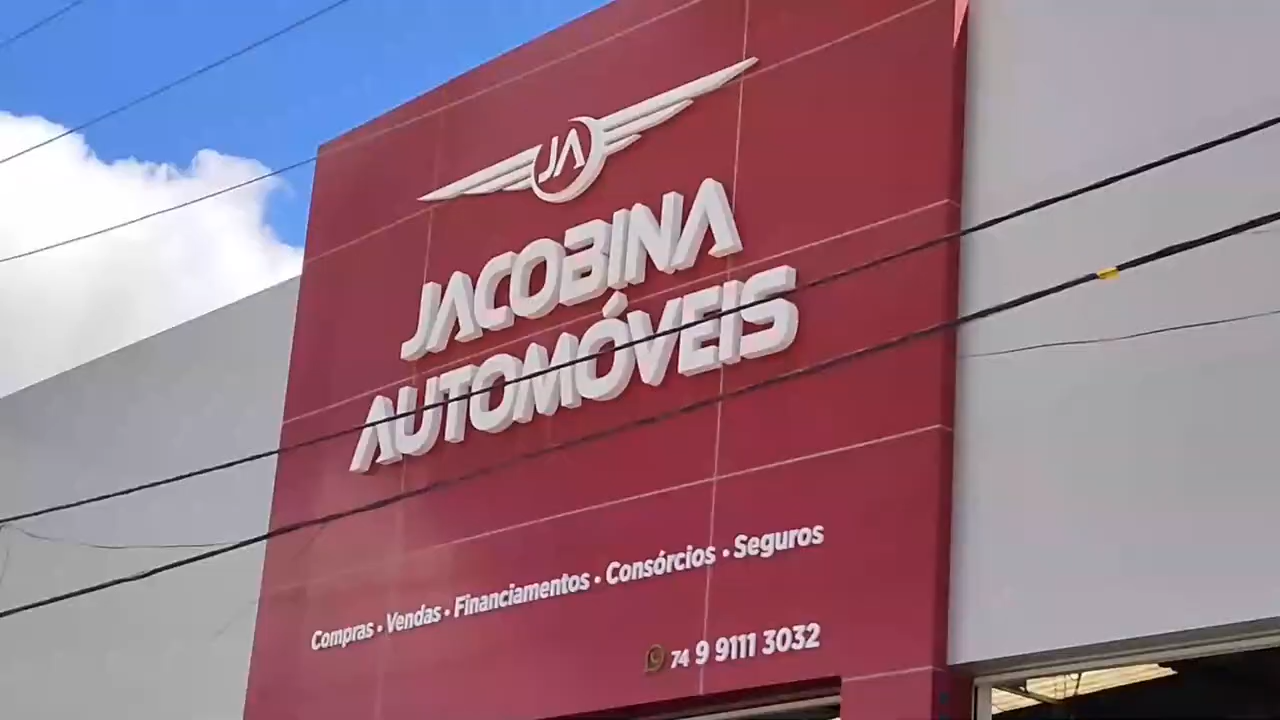 JA
JACOBINA
AUTOMÓVEIS
Compras • Vendas • Financiamentos • Consórcios • Seguros
74 9 9111 3032